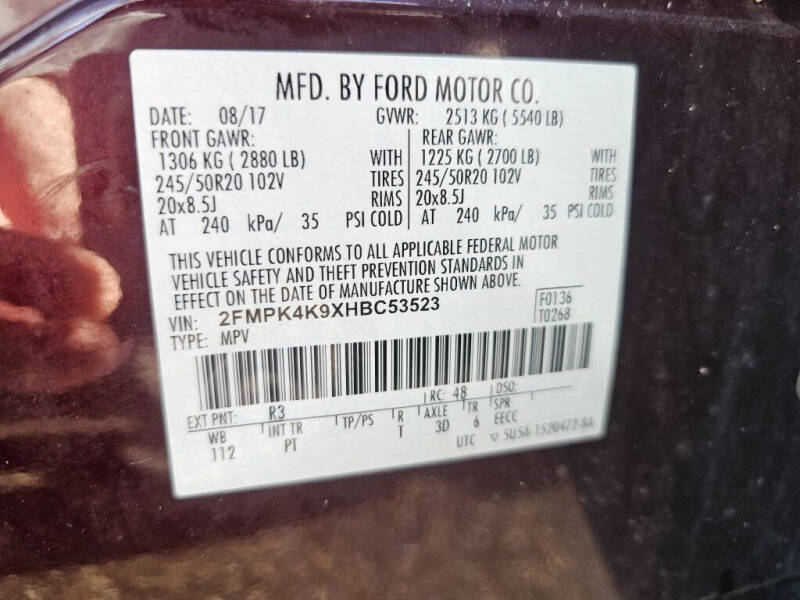 MFD. BY FORD MOTOR CO.
DATE: 08/17 GVWR: 2513 KG ( 5540 LB)
FRONT GAWR: REAR GAWR:
1306 KG ( 2880 LB) WITH 1225 KG ( 2700 LB) WITH
245/50R20 102V TIRES 245/50R20 102V TIRES
20x8.5J RIMS 20x8.5J RIMS
AT 240 kPa/ 35 PSI COLD AT 240 kPa/ 35 PSI COLD
THIS VEHICLE CONFORMS TO ALL APPLICABLE FEDERAL MOTOR
VEHICLE SAFETY AND THEFT PREVENTION STANDARDS IN
EFFECT ON THE DATE OF MANUFACTURE SHOWN ABOVE.
VIN: 2FMPK4K9XHBC53523 F0136
TYPE: MPV T0268
EXT PNT: R3 RC: 48 DSO:
WB INT TR TP/PS R AXLE TR SPR
112 PT T 3D 6 EECC
UTC